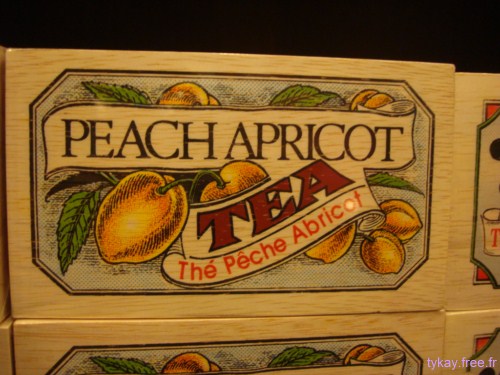 PEACH APRICOT
TEA
Thé Pêche Abricot
T
tykay.free.fr